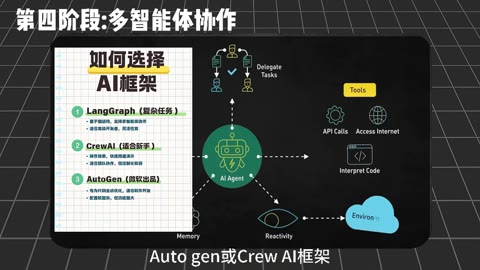 第四阶段:多智能体协作
如何选择
AI框架
1 LangGraph（复杂任务）
2 CrewAI（适合新手）
3 AutoGen（微软出品）
Delegate
Tasks
Tools
API Calls
Access Internet
Interpret Code
AI Agent
Memory
Reactivity
Environ
Auto gen或Crew AI框架